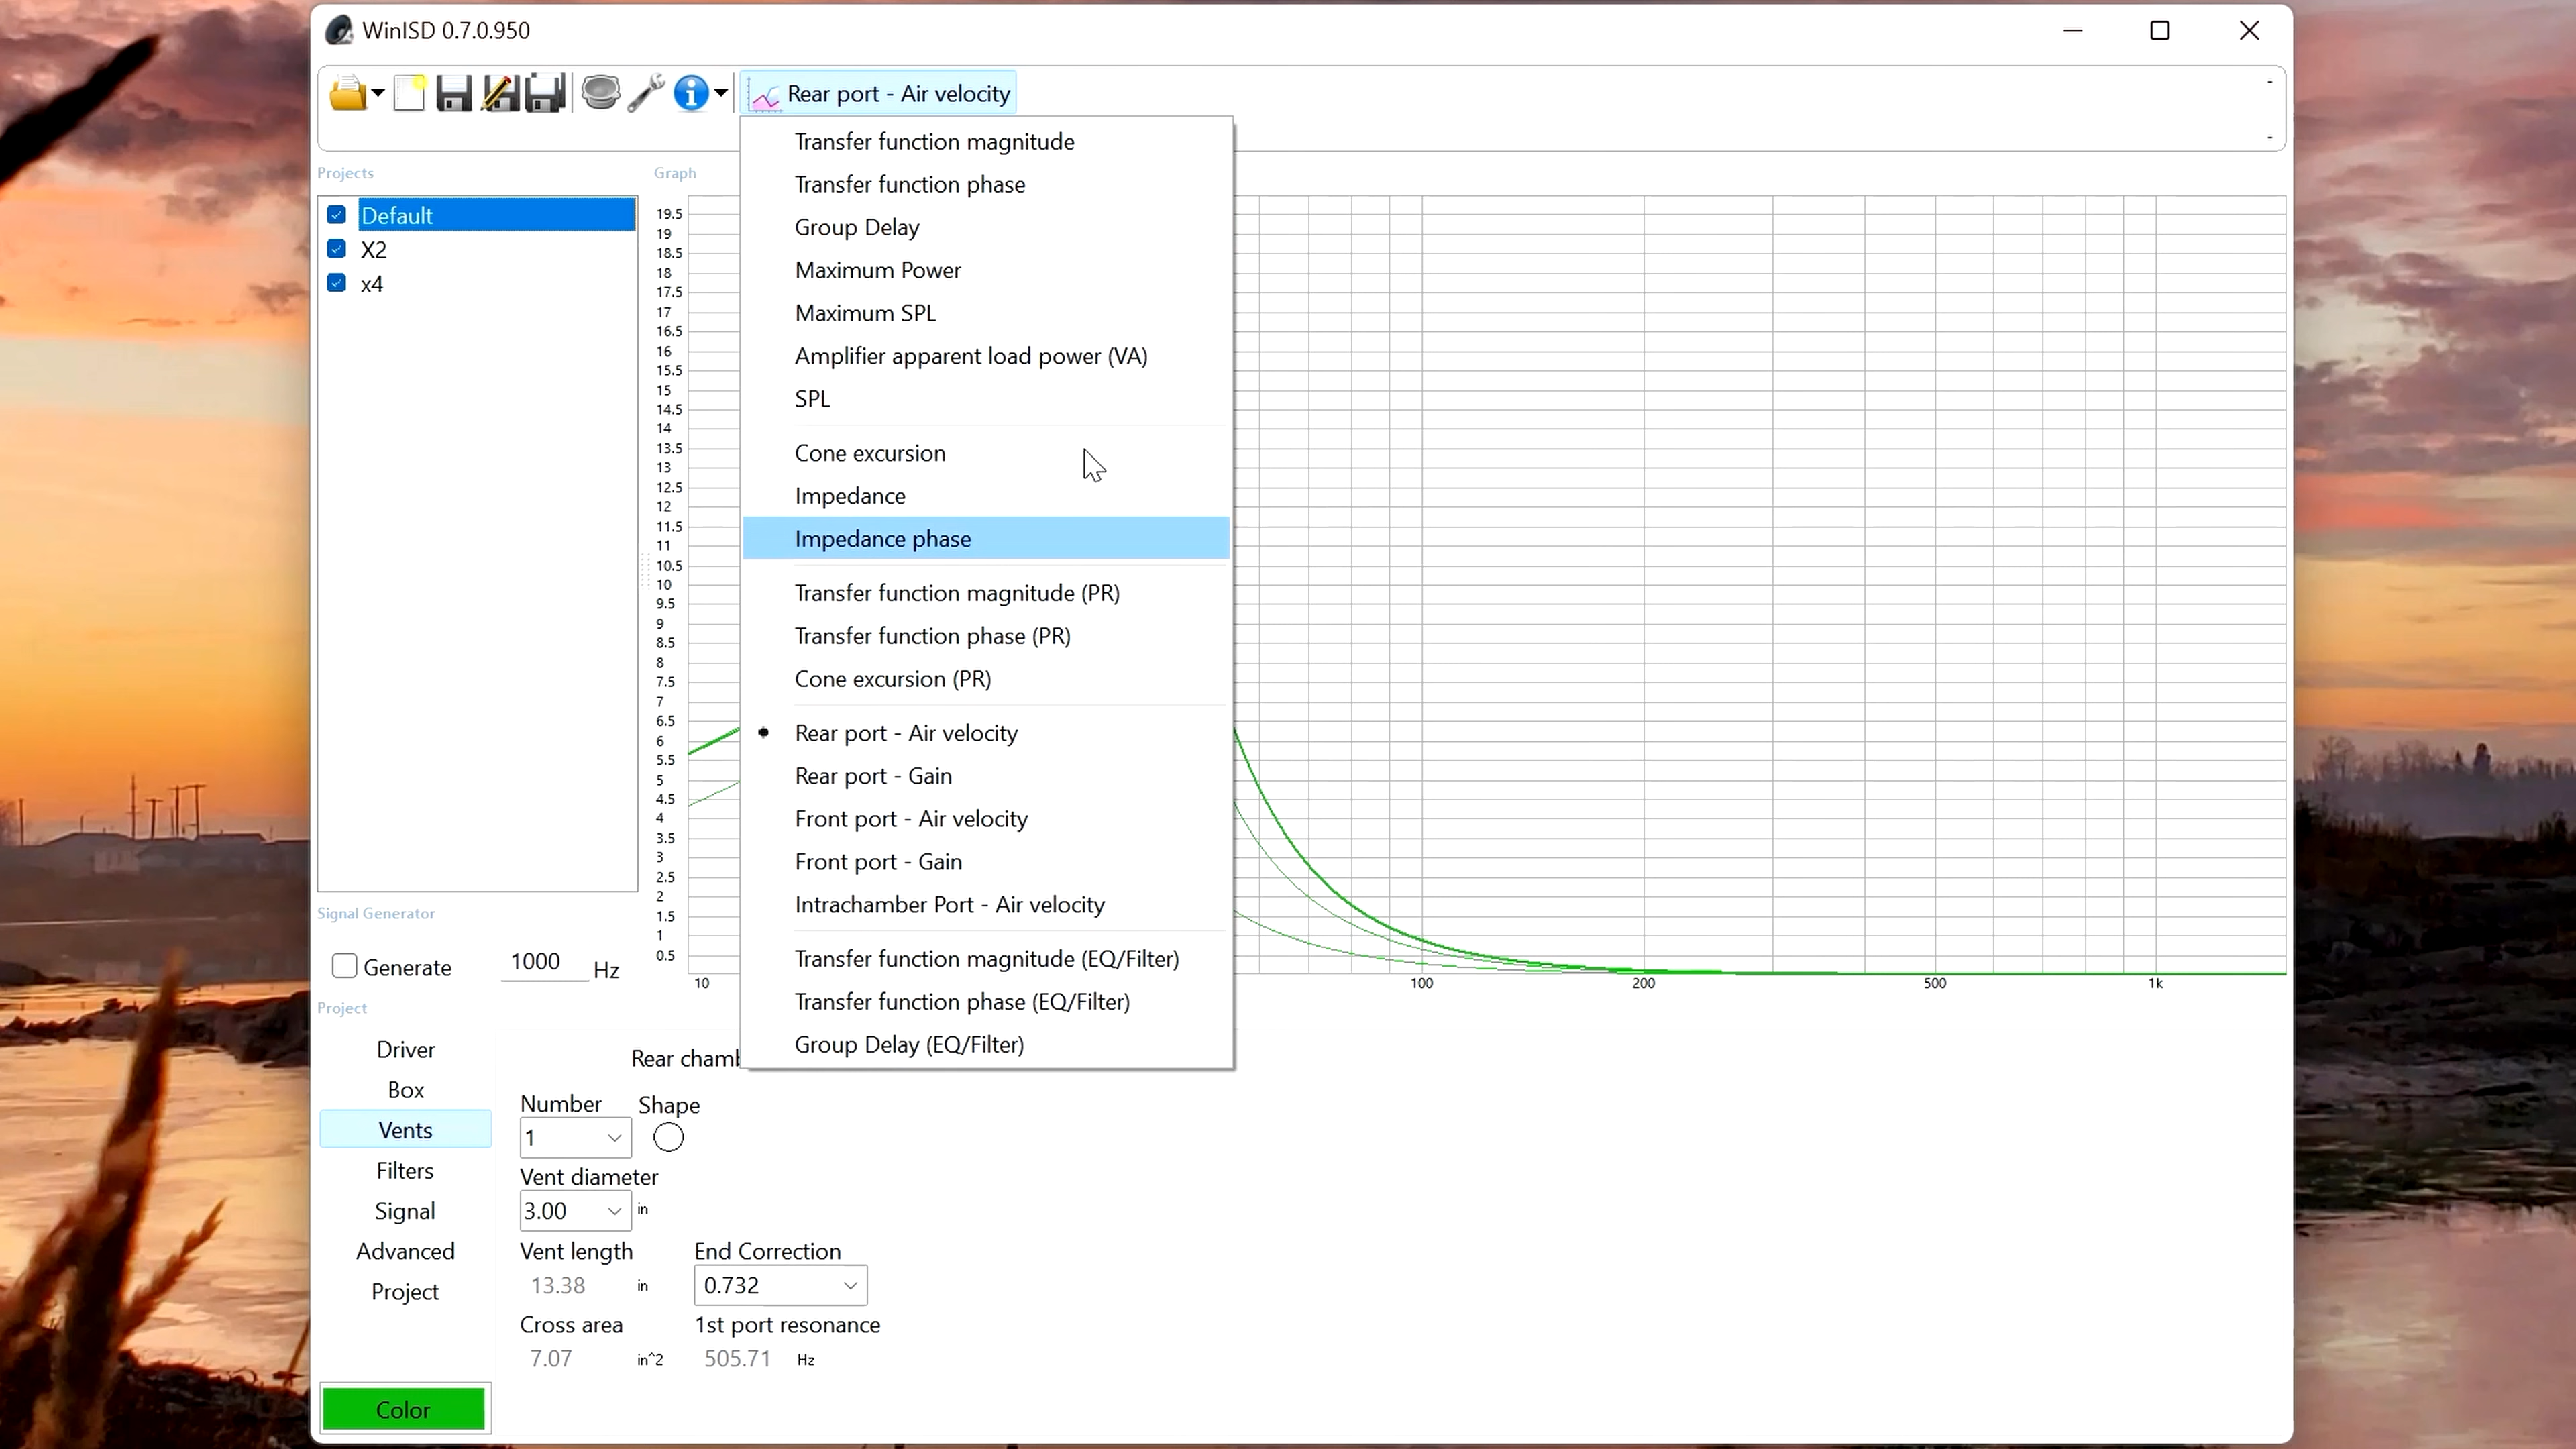 WinISD 0.7.0.950
Rear port - Air velocity
-
-
Projects
Graph
Default
X2
x4
Transfer function magnitude
Transfer function phase
Group Delay
Maximum Power
Maximum SPL
Amplifier apparent load power (VA)
SPL
Cone excursion
Impedance
Impedance phase
Transfer function magnitude (PR)
Transfer function phase (PR)
Cone excursion (PR)
Rear port - Air velocity
Rear port - Gain
Front port - Air velocity
Front port - Gain
Intrachamber Port - Air velocity
Transfer function magnitude (EQ/Filter)
Transfer function phase (EQ/Filter)
Group Delay (EQ/Filter)
19.5
19
18.5
18
17.5
17
16.5
16
15.5
15
14.5
14
13.5
13
12.5
12
11.5
11
10.5
10
9.5
9
8.5
8
7.5
7
6.5
6
5.5
5
4.5
4
3.5
3
2.5
2
1.5
1
0.5
10 100 200 500 1k
Signal Generator
Generate 1000 Hz
Project
Driver
Box
Vents
Filters
Signal
Advanced
Project
Color
Rear chamb
Number Shape
1
Vent diameter
3.00 in
Vent length End Correction
13.38 in 0.732
Cross area 1st port resonance
7.07 in^2 505.71 Hz